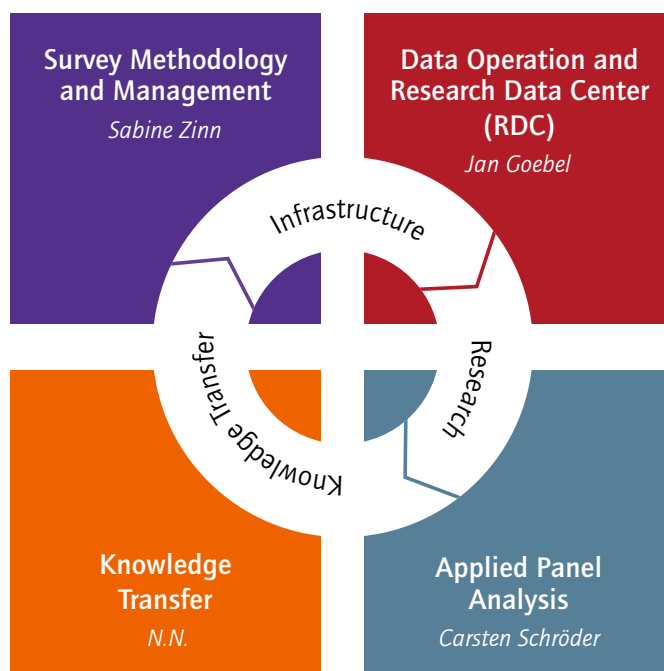 Survey Methodology
and Management
Sabine Zinn
Data Operation and
Research Data Center
(RDC)
Jan Goebel
Infrastructure
Research
Knowledge Transfer
Knowledge
Transfer
N.N.
Applied Panel
Analysis
Carsten Schröder